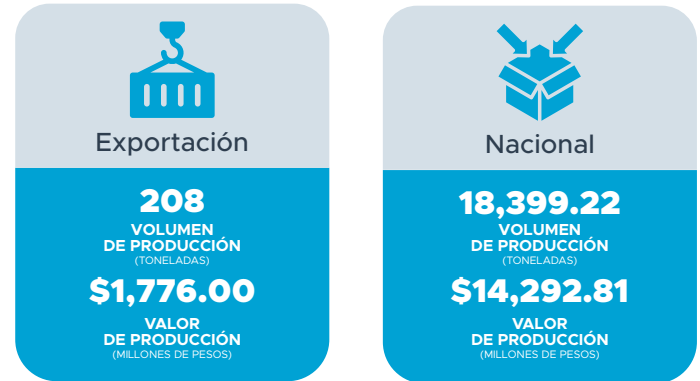 Exportación
208
VOLUMEN
DE PRODUCCIÓN
(TONELADAS)
$1,776.00
VALOR
DE PRODUCCIÓN
(MILLONES DE PESOS)
Nacional
18,399.22
VOLUMEN
DE PRODUCCIÓN
(TONELADAS)
$14,292.81
VALOR
DE PRODUCCIÓN
(MILLONES DE PESOS)